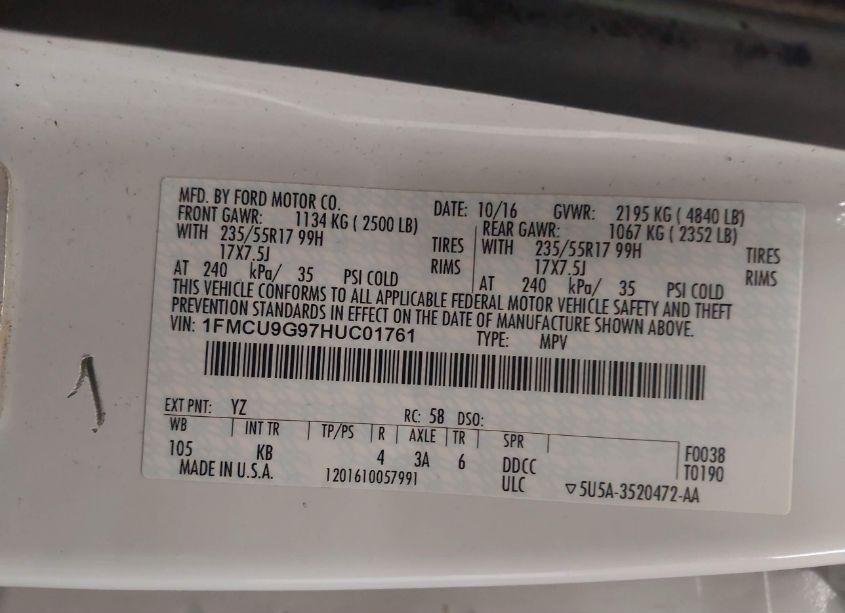 MFD. BY FORD MOTOR CO. DATE: 10/16 GVWR: 2195 KG ( 4840 LB)
FRONT GAWR: 1134 KG ( 2500 LB) REAR GAWR: 1067 KG ( 2352 LB)
WITH 235/55R17 99H TIRES WITH 235/55R17 99H TIRES
17X7.5J RIMS 17X7.5J RIMS
AT 240 kPa/ 35 PSI COLD AT 240 kPa/ 35 PSI COLD
THIS VEHICLE CONFORMS TO ALL APPLICABLE FEDERAL MOTOR VEHICLE SAFETY AND THEFT
PREVENTION STANDARDS IN EFFECT ON THE DATE OF MANUFACTURE SHOWN ABOVE.
VIN: 1FMCU9G97HUC01761 TYPE: MPV
EXT PNT: YZ RC: 58 DSO:
WB INT TR TP/PS R AXLE TR SPR
105 KB 4 3A 6 DDCC F0038
MADE IN U.S.A. 1201610057991 ULC T0190
▽5U5A-3520472-AA
1